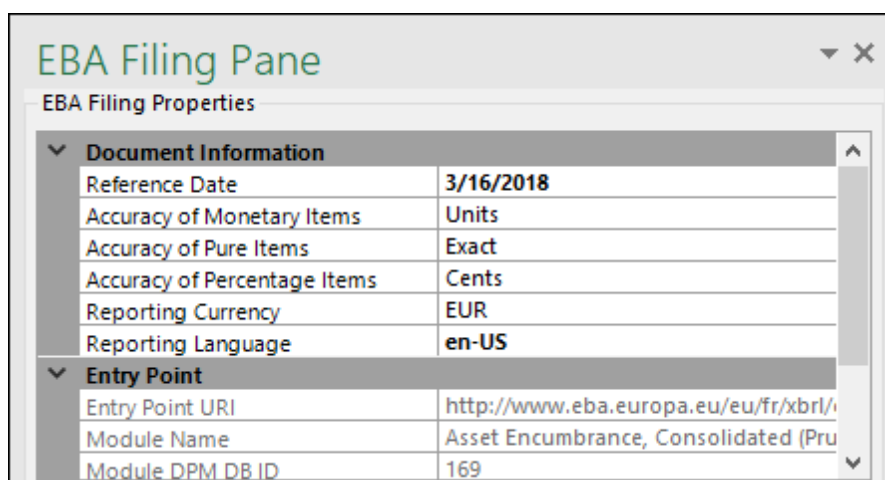 EBA Filing Pane
EBA Filing Properties
Document Information
Reference Date 3/16/2018
Accuracy of Monetary Items Units
Accuracy of Pure Items Exact
Accuracy of Percentage Items Cents
Reporting Currency EUR
Reporting Language en-US
Entry Point
Entry Point URI http://www.eba.europa.eu/eu/fr/xbrl/
Module Name Asset Encumbrance, Consolidated (Pru
Module DPM DB ID 169